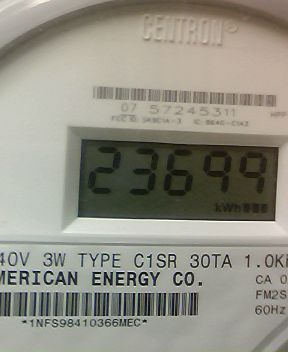 CENTRON®
07 57245311
23699
kWh
40V 3W TYPE C1SR 30TA 1.0K
MERICAN ENERGY CO.
CA 0
FM2S
60Hz
*1NFS98410366MEC*